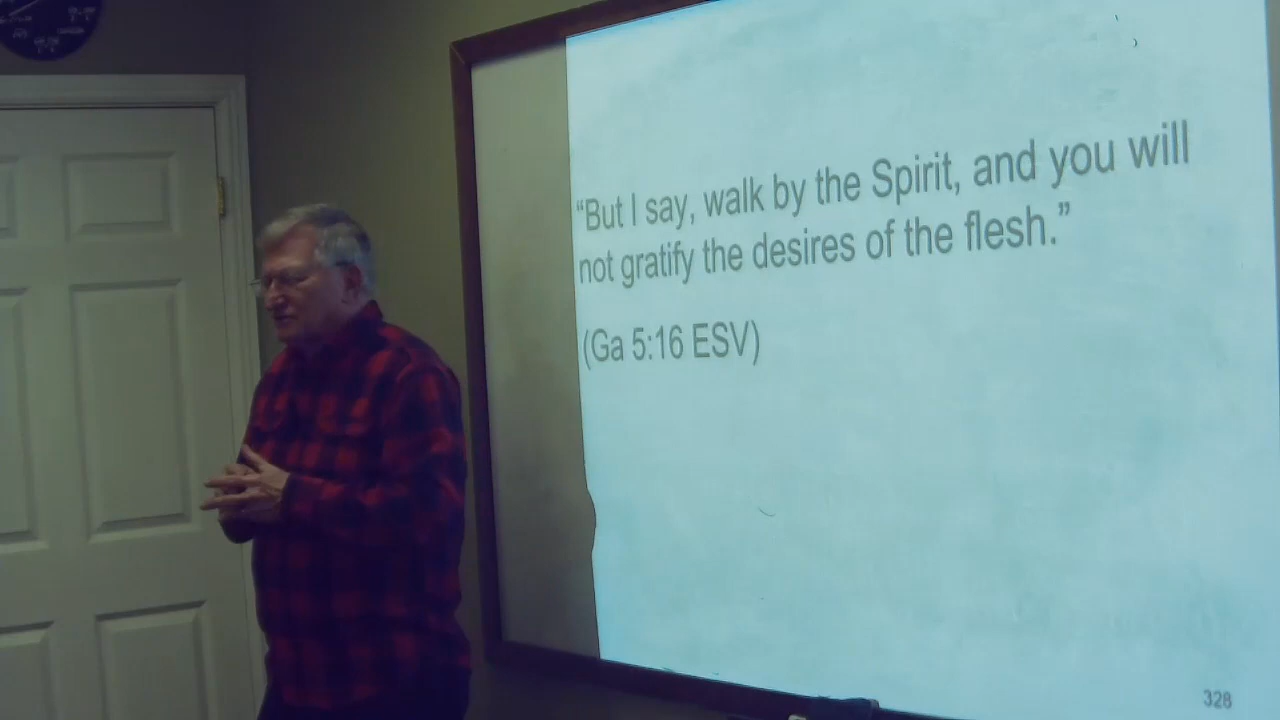 “But I say, walk by the Spirit, and you will
not gratify the desires of the flesh.”
(Ga 5:16 ESV)
328